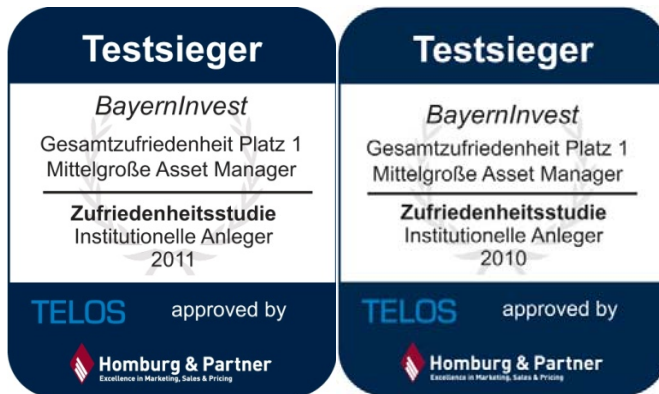 Testsieger
BayernInvest
Gesamtzufriedenheit Platz 1
Mittelgroße Asset Manager
Zufriedenheitsstudie
Institutionelle Anleger
2011
TELOS approved by
Homburg & Partner
Excellence in Marketing, Sales & Pricing
Testsieger
BayernInvest
Gesamtzufriedenheit Platz 1
Mittelgroße Asset Manager
Zufriedenheitsstudie
Institutionelle Anleger
2010
TELOS approved by
Homburg & Partner
Excellence in Marketing, Sales & Pricing